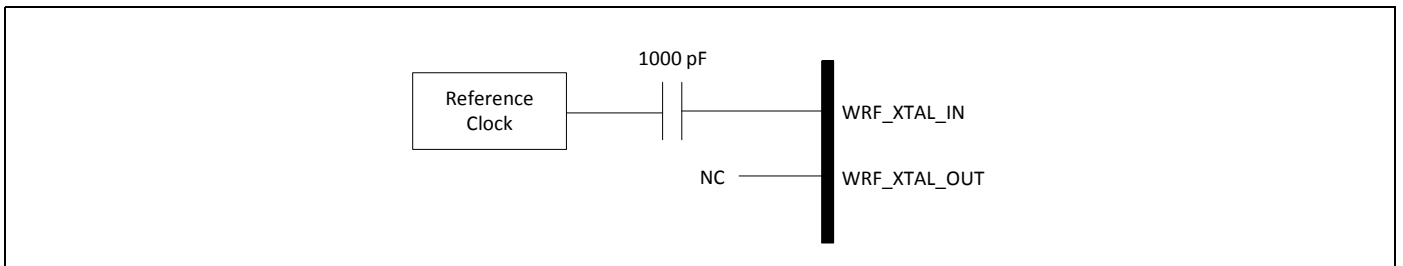 1000 pF
Reference
Clock
WRF_XTAL_IN
NC
WRF_XTAL_OUT